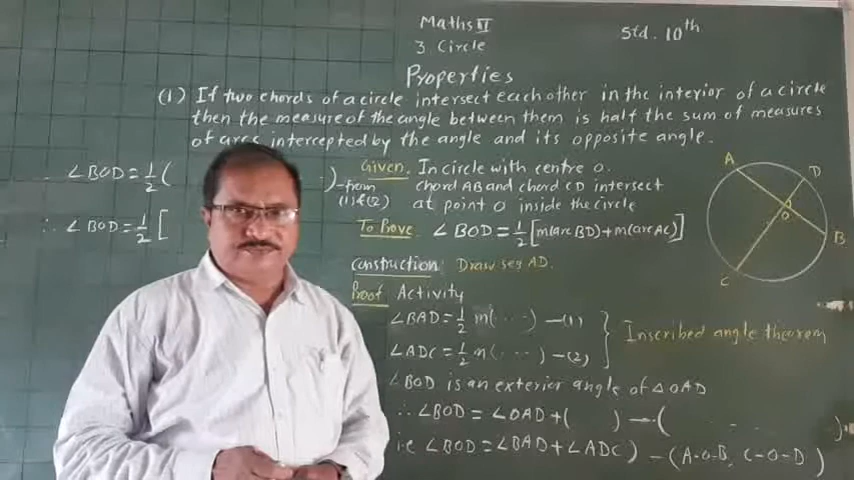 Maths II
Std. 10th
3. Circle
Properties
(1) If two chords of a circle intersect each other in the interior of a circle
then the measure of the angle between them is half the sum of measures
of arcs intercepted by the angle and its opposite angle.
Given. In circle with centre O.
chord AB and chord CD intersect
at point O inside the circle
To Prove ∠BOD = 1/2 [m(arc BD) + m(arc AC)]
Construction: Draw seg AD.
Proof Activity
∠BAD = 1/2 m(...) —(1)
∠ADC = 1/2 m(...) —(2)
} Inscribed angle theorem
∠BOD is an exterior angle of △OAD
∴ ∠BOD = ∠OAD + ( ) —(  )
i.e ∠BOD = ∠BAD + ∠ADC) —(A-O-B, C-O-D)
∠BOD = 1/2 (  ) —from (1) & (2)
∴ ∠BOD = 1/2 [
A
D
O
B
C